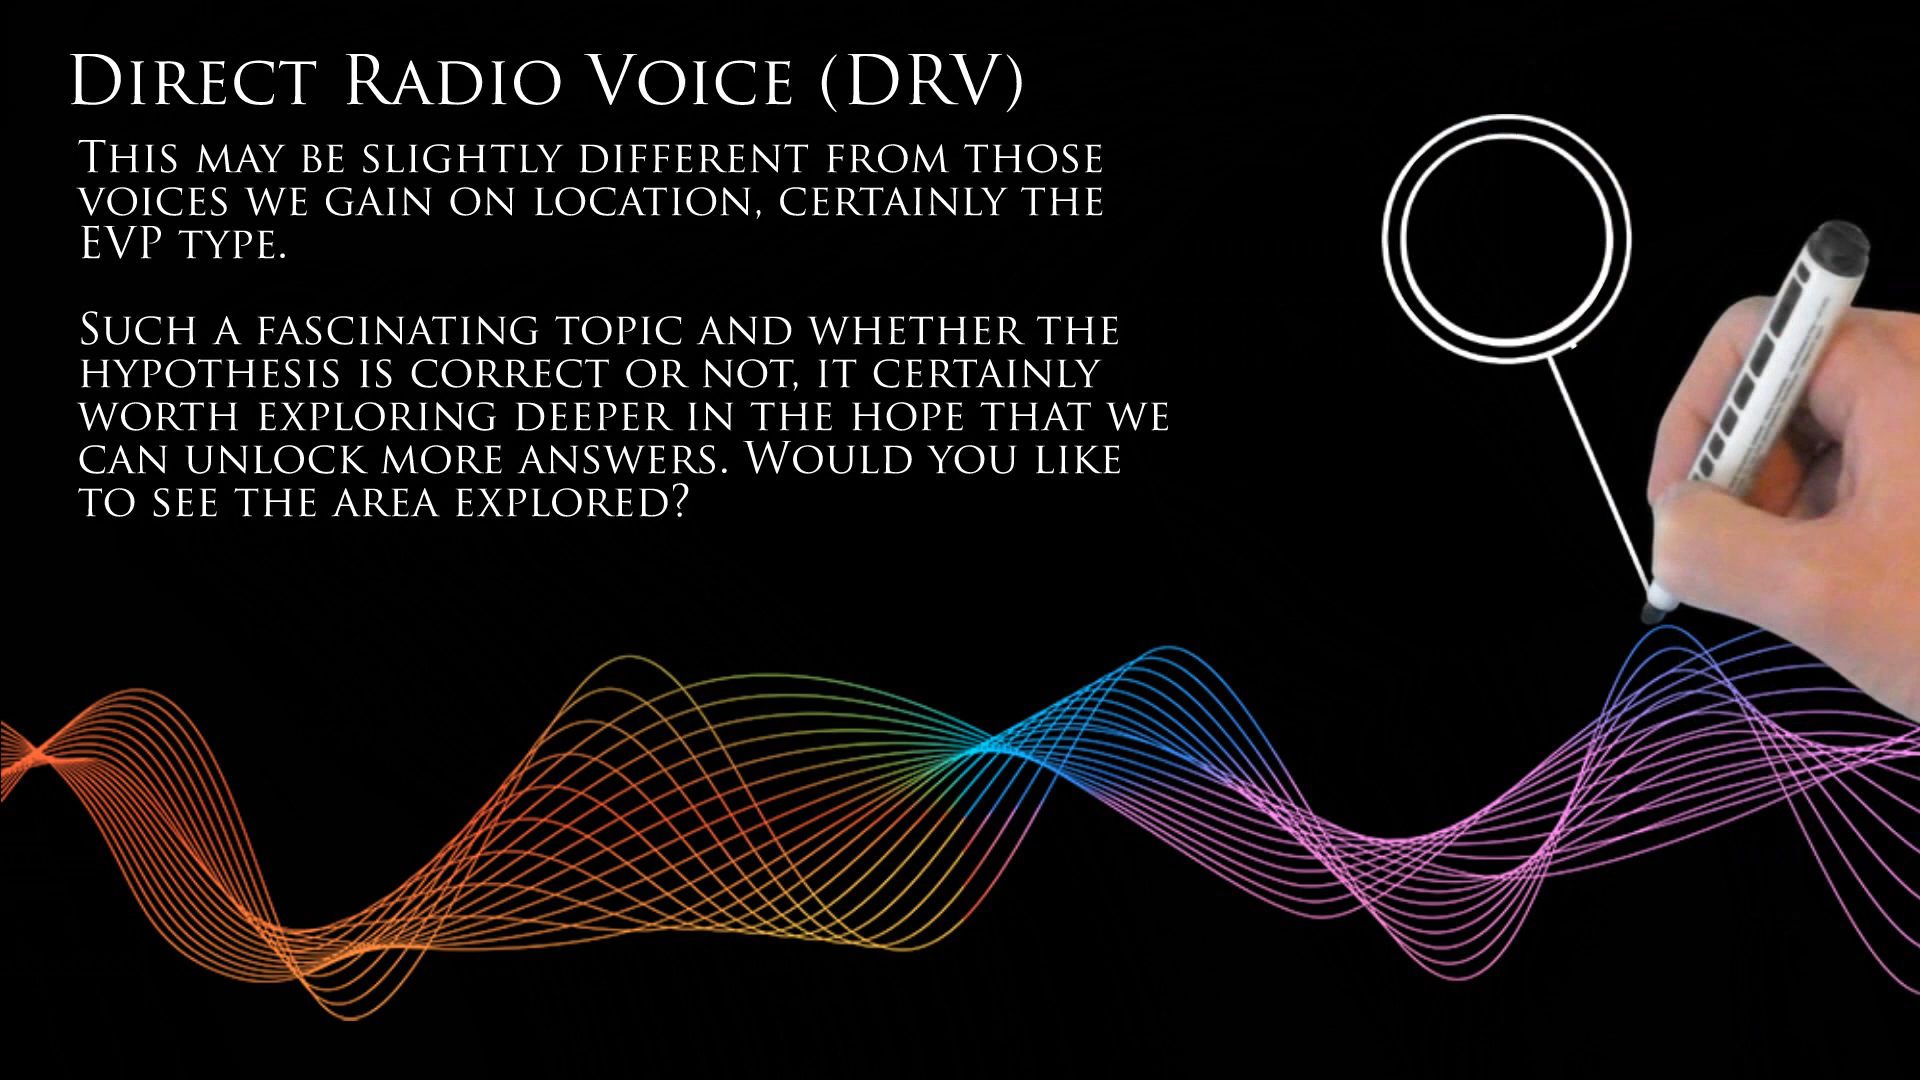 Direct Radio Voice (DRV)
This may be slightly different from those
voices we gain on location, certainly the
EVP type.
Such a fascinating topic and whether the
hypothesis is correct or not, it certainly
worth exploring deeper in the hope that we
can unlock more answers. Would you like
to see the area explored?